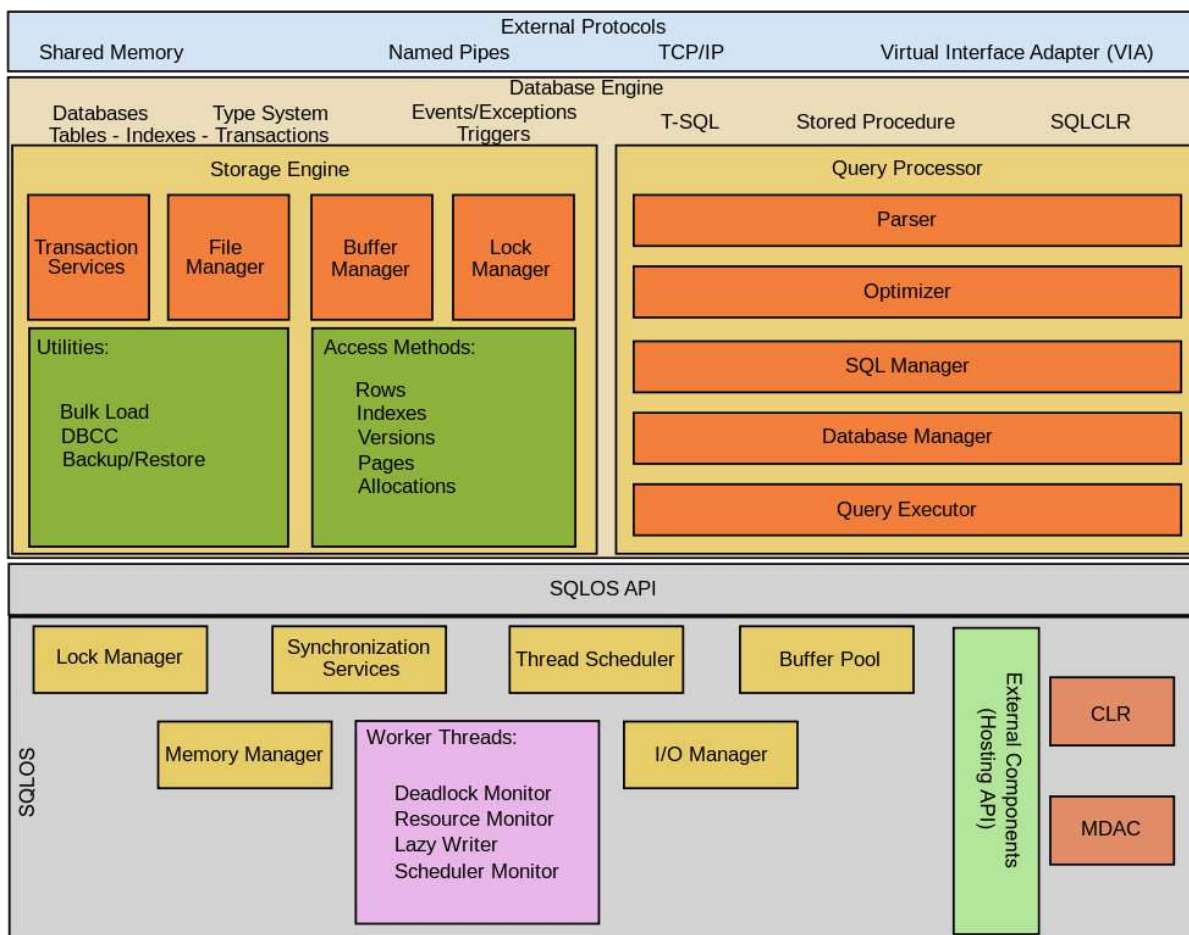 External Protocols
Shared Memory
Named Pipes
TCP/IP
Virtual Interface Adapter (VIA)
Database Engine
Databases
Type System
Tables - Indexes - Transactions
Events/Exceptions
Triggers
T-SQL
Stored Procedure
SQLCLR
Storage Engine
Transaction
Services
File
Manager
Buffer
Manager
Lock
Manager
Utilities:
Bulk Load
DBCC
Backup/Restore
Access Methods:
Rows
Indexes
Versions
Pages
Allocations
Query Processor
Parser
Optimizer
SQL Manager
Database Manager
Query Executor
SQLOS API
SQLOS
Lock Manager
Synchronization
Services
Thread Scheduler
Buffer Pool
Memory Manager
Worker Threads:
Deadlock Monitor
Resource Monitor
Lazy Writer
Scheduler Monitor
I/O Manager
External Components
(Hosting API)
CLR
MDAC